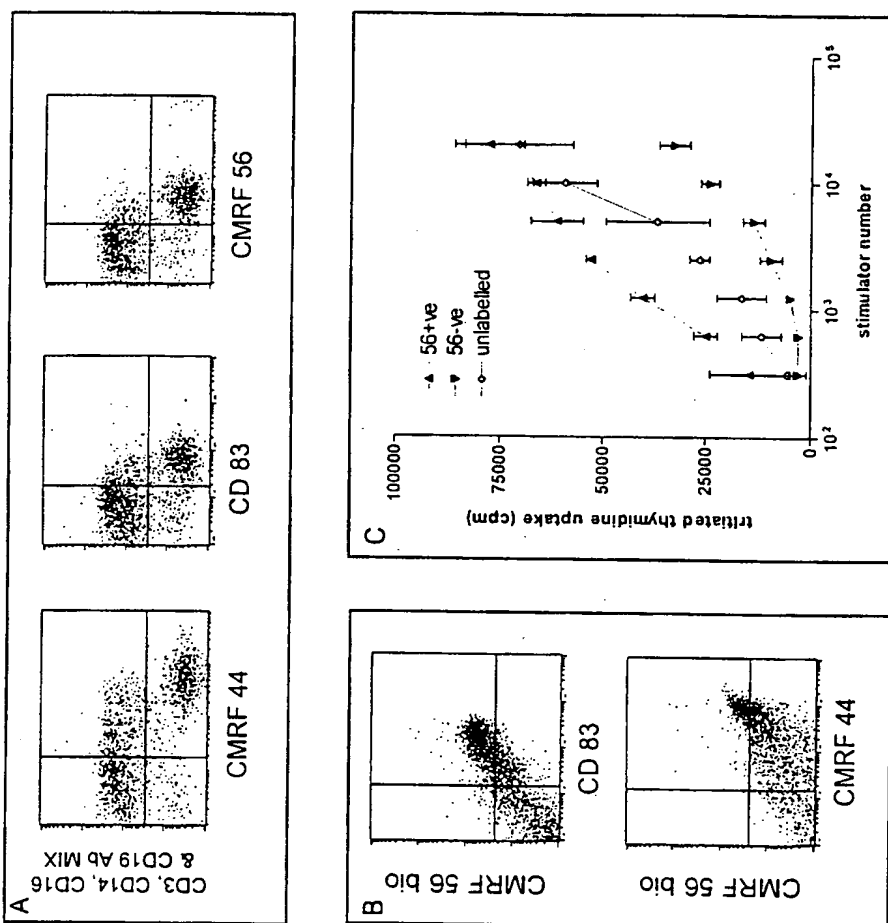 A
CD3, CD14, CD16
& CD19 Ab MIX
CMRF 44
CD 83
CMRF 56
B
CMRF 56 bio
CD 83
CMRF 56 bio
CMRF 44
C
tritiated thymidine uptake (cpm)
100000
75000
50000
25000
0
56+ve
56-ve
unlabelled
10²
10³
10⁴
10⁵
stimulator number